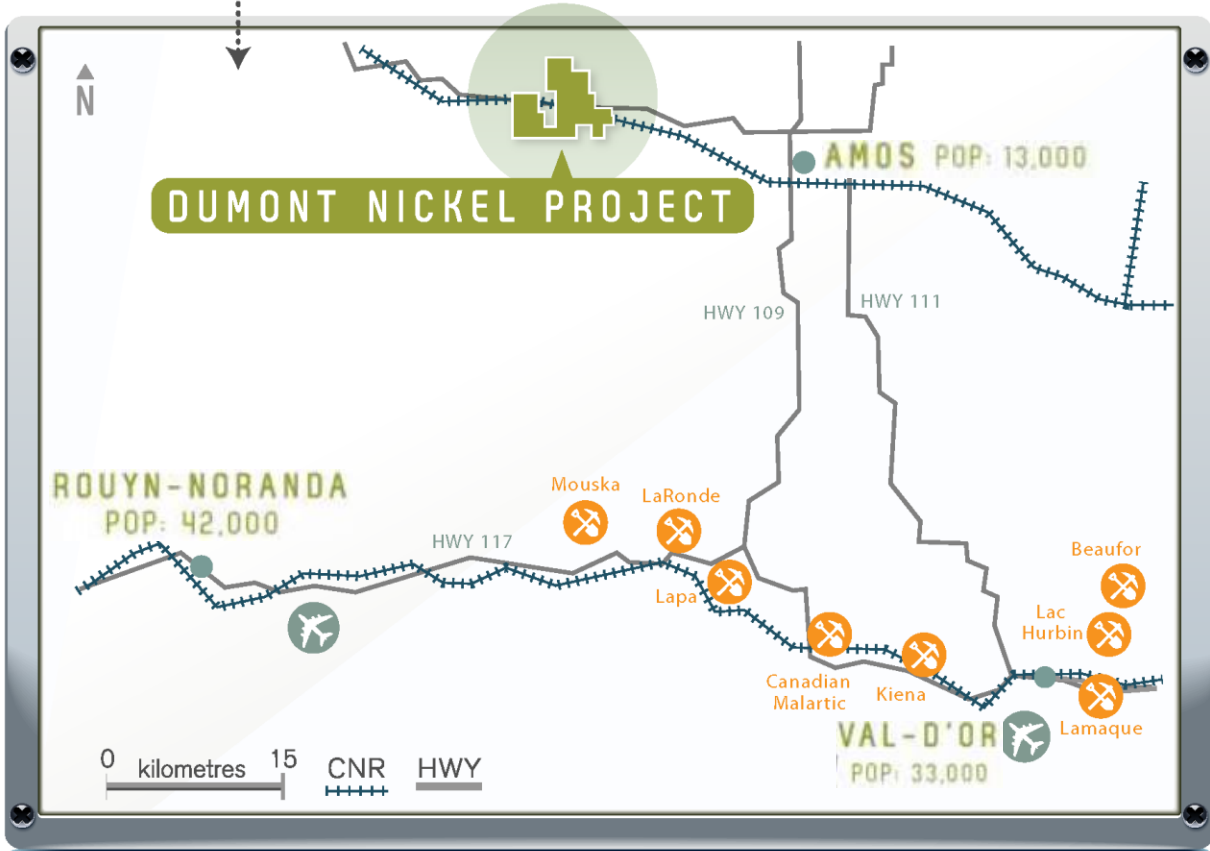 N
AMOS POP: 13,000
DUMONT NICKEL PROJECT
HWY 109
HWY 111
ROUYN-NORANDA
POP: 42,000
Mouska
LaRonde
HWY 117
Beaufor
Lapa
Lac
Hurbin
Canadian
Malartic
Kiena
Lamaque
VAL-D'OR
POP: 33,000
0 kilometres 15
CNR
HWY